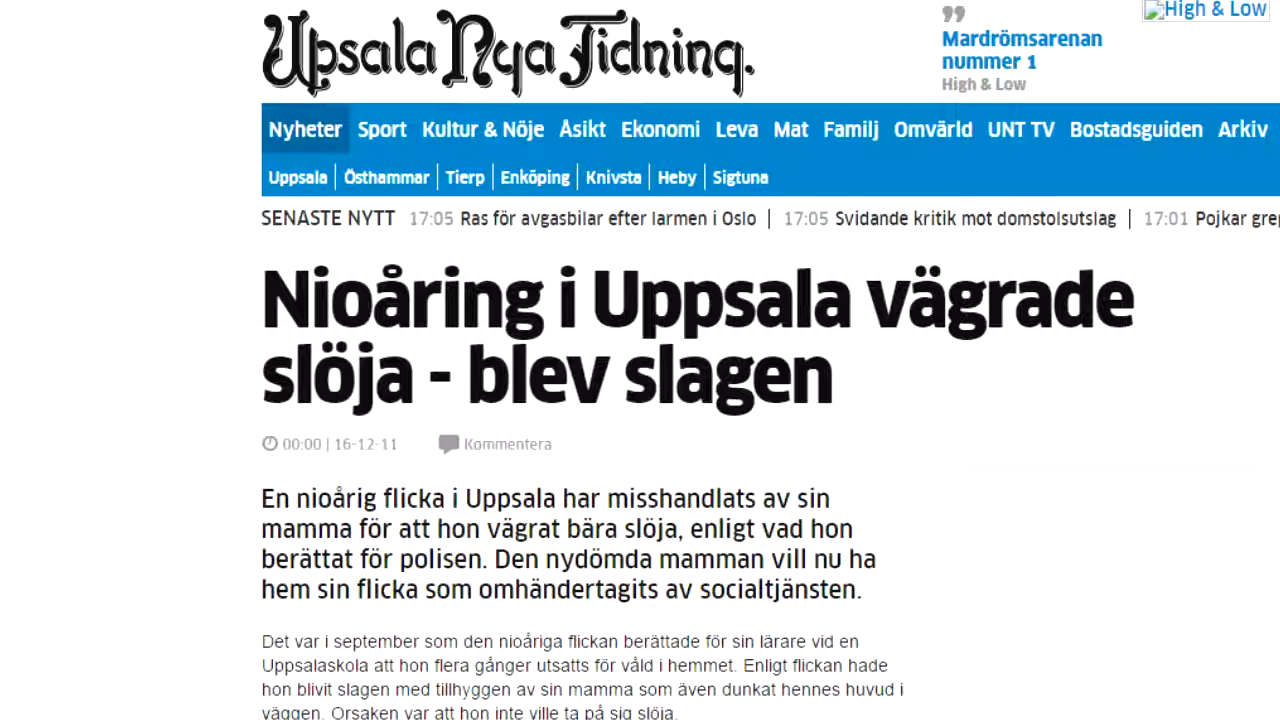 Upsala Nya Tidning.
Mardrömsarenan
nummer 1
High & Low
High & Low
Nyheter Sport Kultur & Nöje Åsikt Ekonomi Leva Mat Familj Omvärld UNT TV Bostadsguiden Arkiv
Uppsala Östhammar Tierp Enköping Knivsta Heby Sigtuna
SENASTE NYTT 17:05 Ras för avgasbilar efter larmen i Oslo | 17:05 Svidande kritik mot domstolsutslag | 17:01 Pojkar
Nioåring i Uppsala vägrade
slöja - blev slagen
00:00 | 16-12-11 Kommentera
En nioårig flicka i Uppsala har misshandlats av sin
mamma för att hon vägrat bära slöja, enligt vad hon
berättat för polisen. Den nydömda mamman vill nu ha
hem sin flicka som omhändertagits av socialtjänsten.
Det var i september som den nioåriga flickan berättade för sin lärare vid en
Uppsalaskola att hon flera gånger utsatts för våld i hemmet. Enligt flickan hade
hon blivit slagen med tillhyggen av sin mamma som även dunkat hennes huvud i
väggen. Orsaken var att hon inte ville ta på sig slöja.